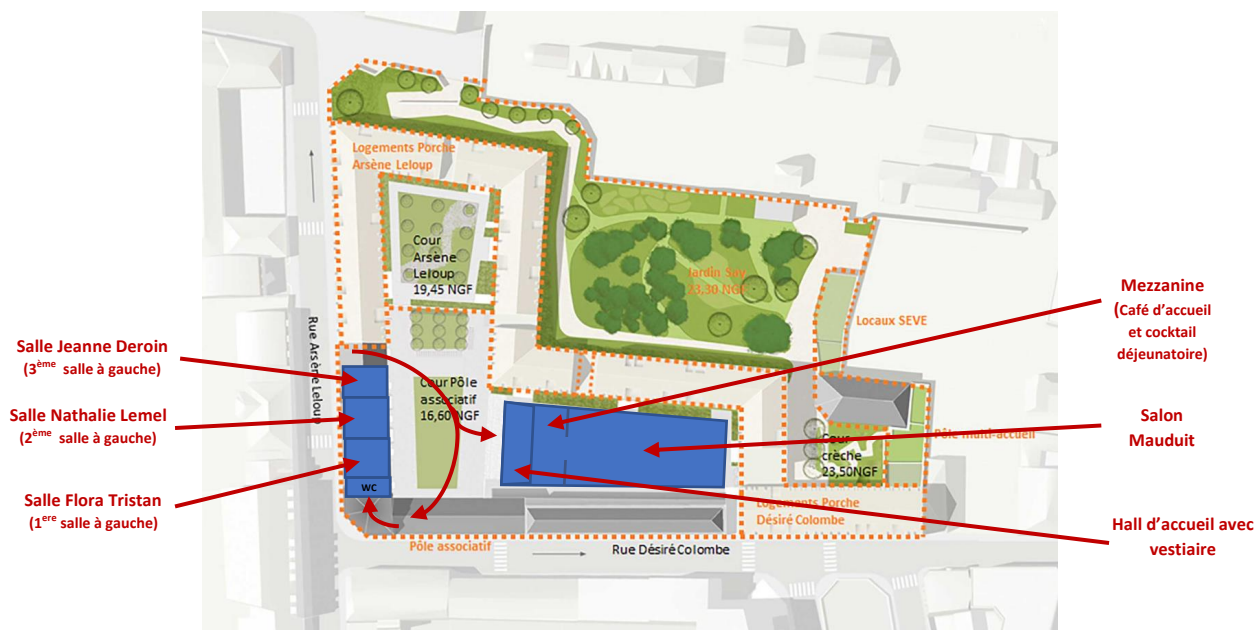 Logements Porche
Arsène Leloup
Cour
Arsène
Leloup
19,45 NGF
Jardin Say
23,30 NGF
Locaux SEVE
Rue Arsène Leloup
Cour Pôle
associatif
16,60 NGF
Pôle multi-accueil
Cour
crèche
23,50NGF
Logements Porche
Désiré Colombe
WC
Pôle associatif
Rue Désiré Colombe
Salle Jeanne Deroin
(3ème salle à gauche)
Salle Nathalie Lemel
(2ème salle à gauche)
Salle Flora Tristan
(1ere salle à gauche)
Mezzanine
(Café d’accueil
et cocktail
déjeunatoire)
Salon
Mauduit
Hall d’accueil avec
vestiaire